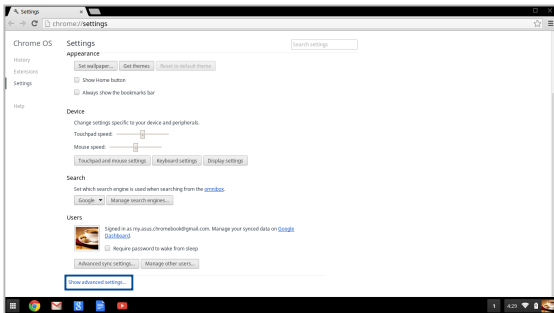 Settings
chrome://settings
Chrome OS
Settings
Search settings
History
Extensions
Settings
Help
Appearance
Set wallpaper... Get themes Reset to default theme
Show Home button
Always show the bookmarks bar
Device
Change settings specific to your device and peripherals.
Touchpad speed:
Mouse speed:
Touchpad and mouse settings Keyboard settings Display settings
Search
Set which search engine is used when searching from the omnibox.
Google Manage search engines...
Users
Signed in as my.asus.chromebook@gmail.com. Manage your synced data on Google
Dashboard.
Require password to wake from sleep
Advanced sync settings... Manage other users...
Show advanced settings...
8
1 4:29